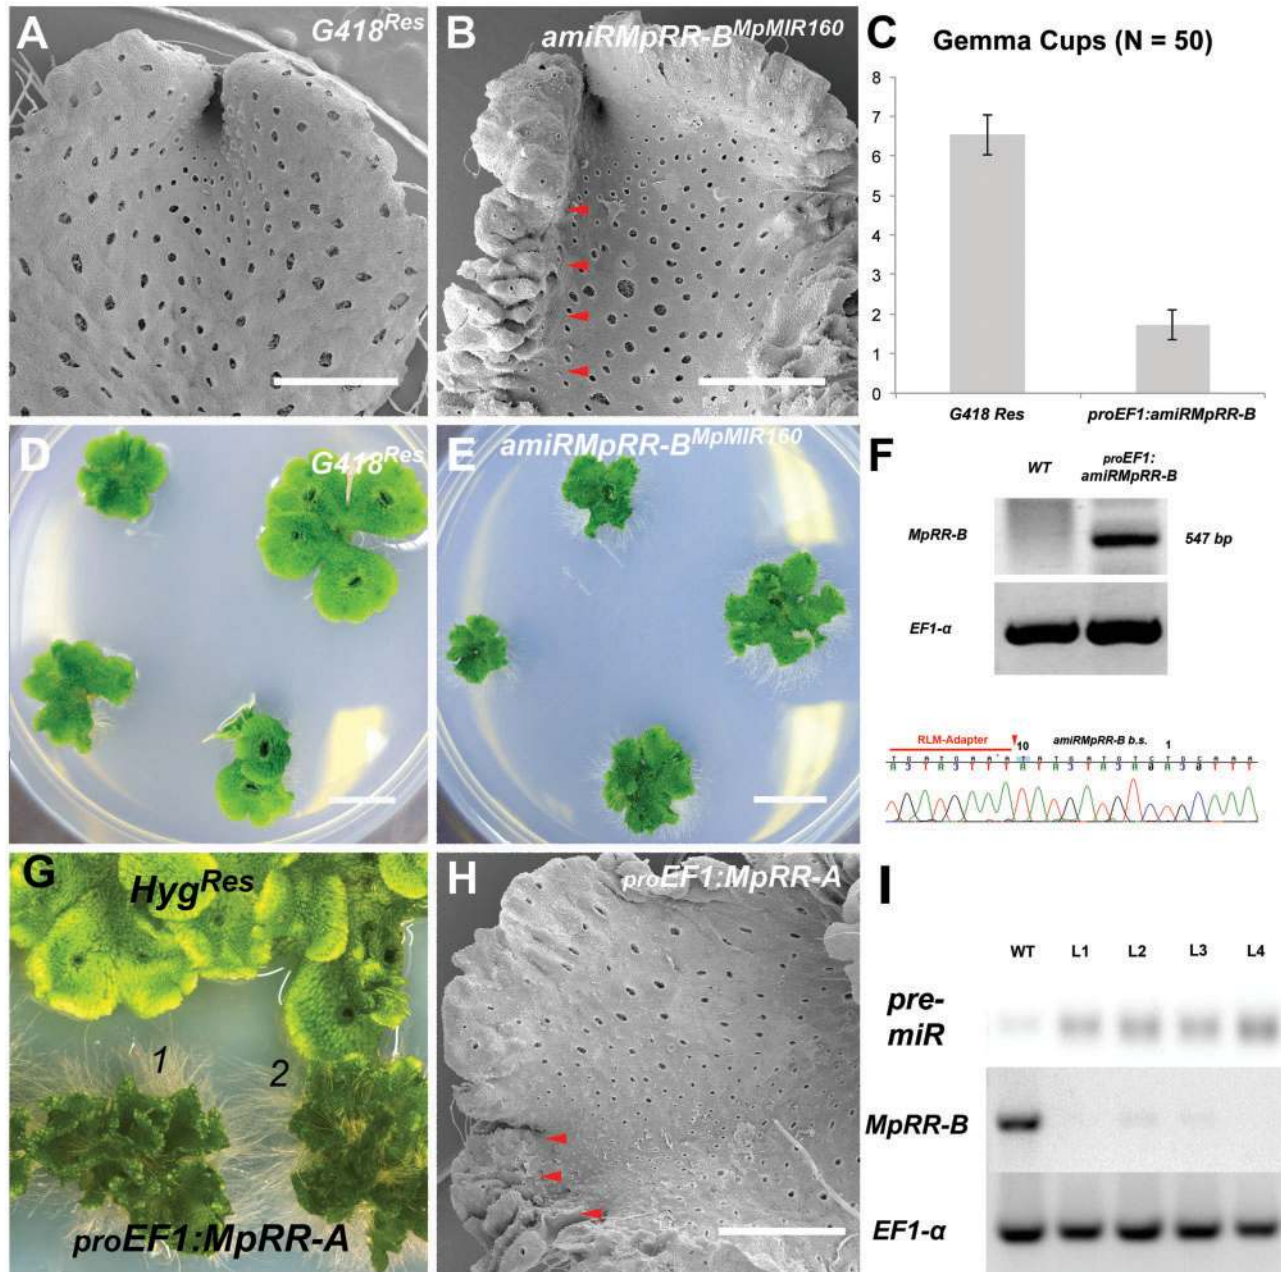 A
G418Res
B
amiRMpRR-BMpMIR160
C
Gemma Cups (N = 50)
8
7
6
5
4
3
2
1
0
G418 Res
proEF1:amiRMpRR-B
D
G418Res
E
amiRMpRR-BMpMIR160
F
WT
proEF1:
amiRMpRR-B
MpRR-B
547 bp
EF1-α
RLM-Adapter
amiRMpRR-B b.s.
10
1
G
HygRes
1
2
proEF1:MpRR-A
H
proEF1:MpRR-A
I
WT L1 L2 L3 L4
pre-
miR
MpRR-B
EF1-α